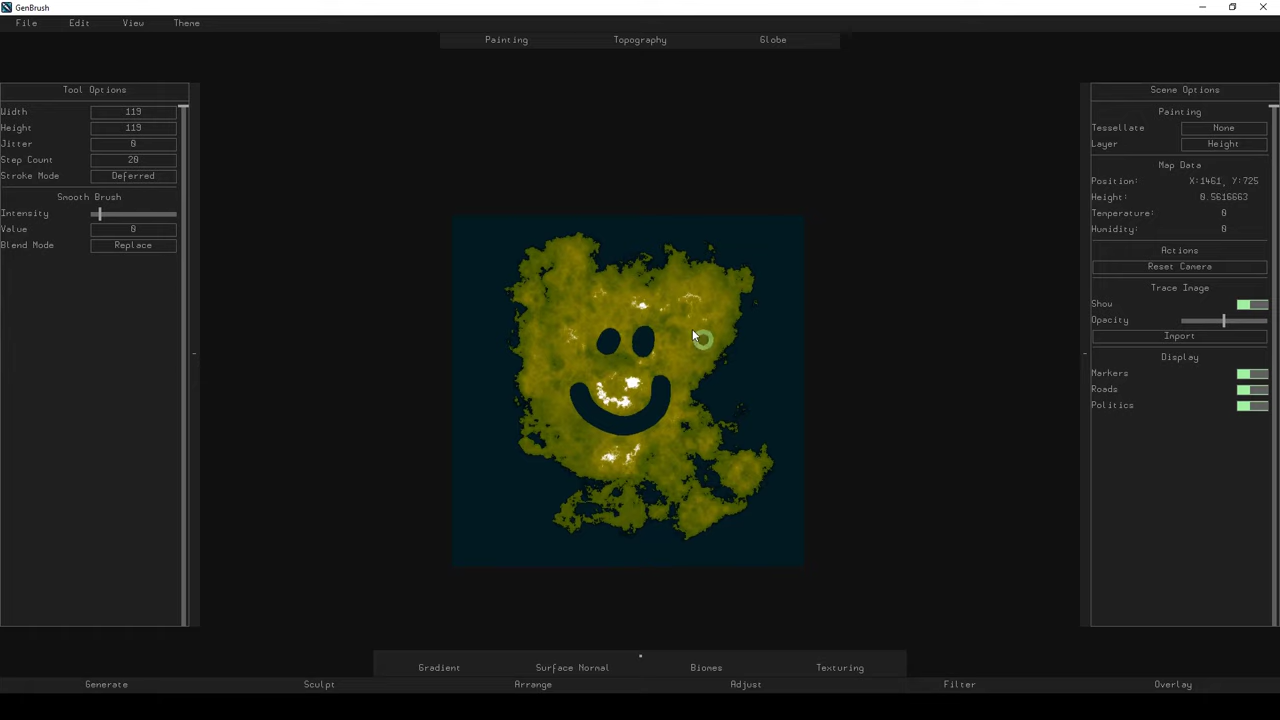 GenBrush
File Edit View Theme
Painting Topography Globe
Tool Options
Width 119
Height 119
Jitter 0
Step Count 20
Stroke Mode Deferred
Smooth Brush
Intensity
Value 0
Blend Mode Replace
Scene Options
Painting
Tessellate None
Layer Height
Map Data
Position: X:1461, Y:725
Height: 0.5616663
Temperature: 0
Humidity: 0
Actions
Reset Camera
Trace Image
Show
Opacity
Import
Display
Markers
Roads
Politics
Gradient Surface Normal Biomes Texturing
Generate Sculpt Arrange Adjust Filter Overlay